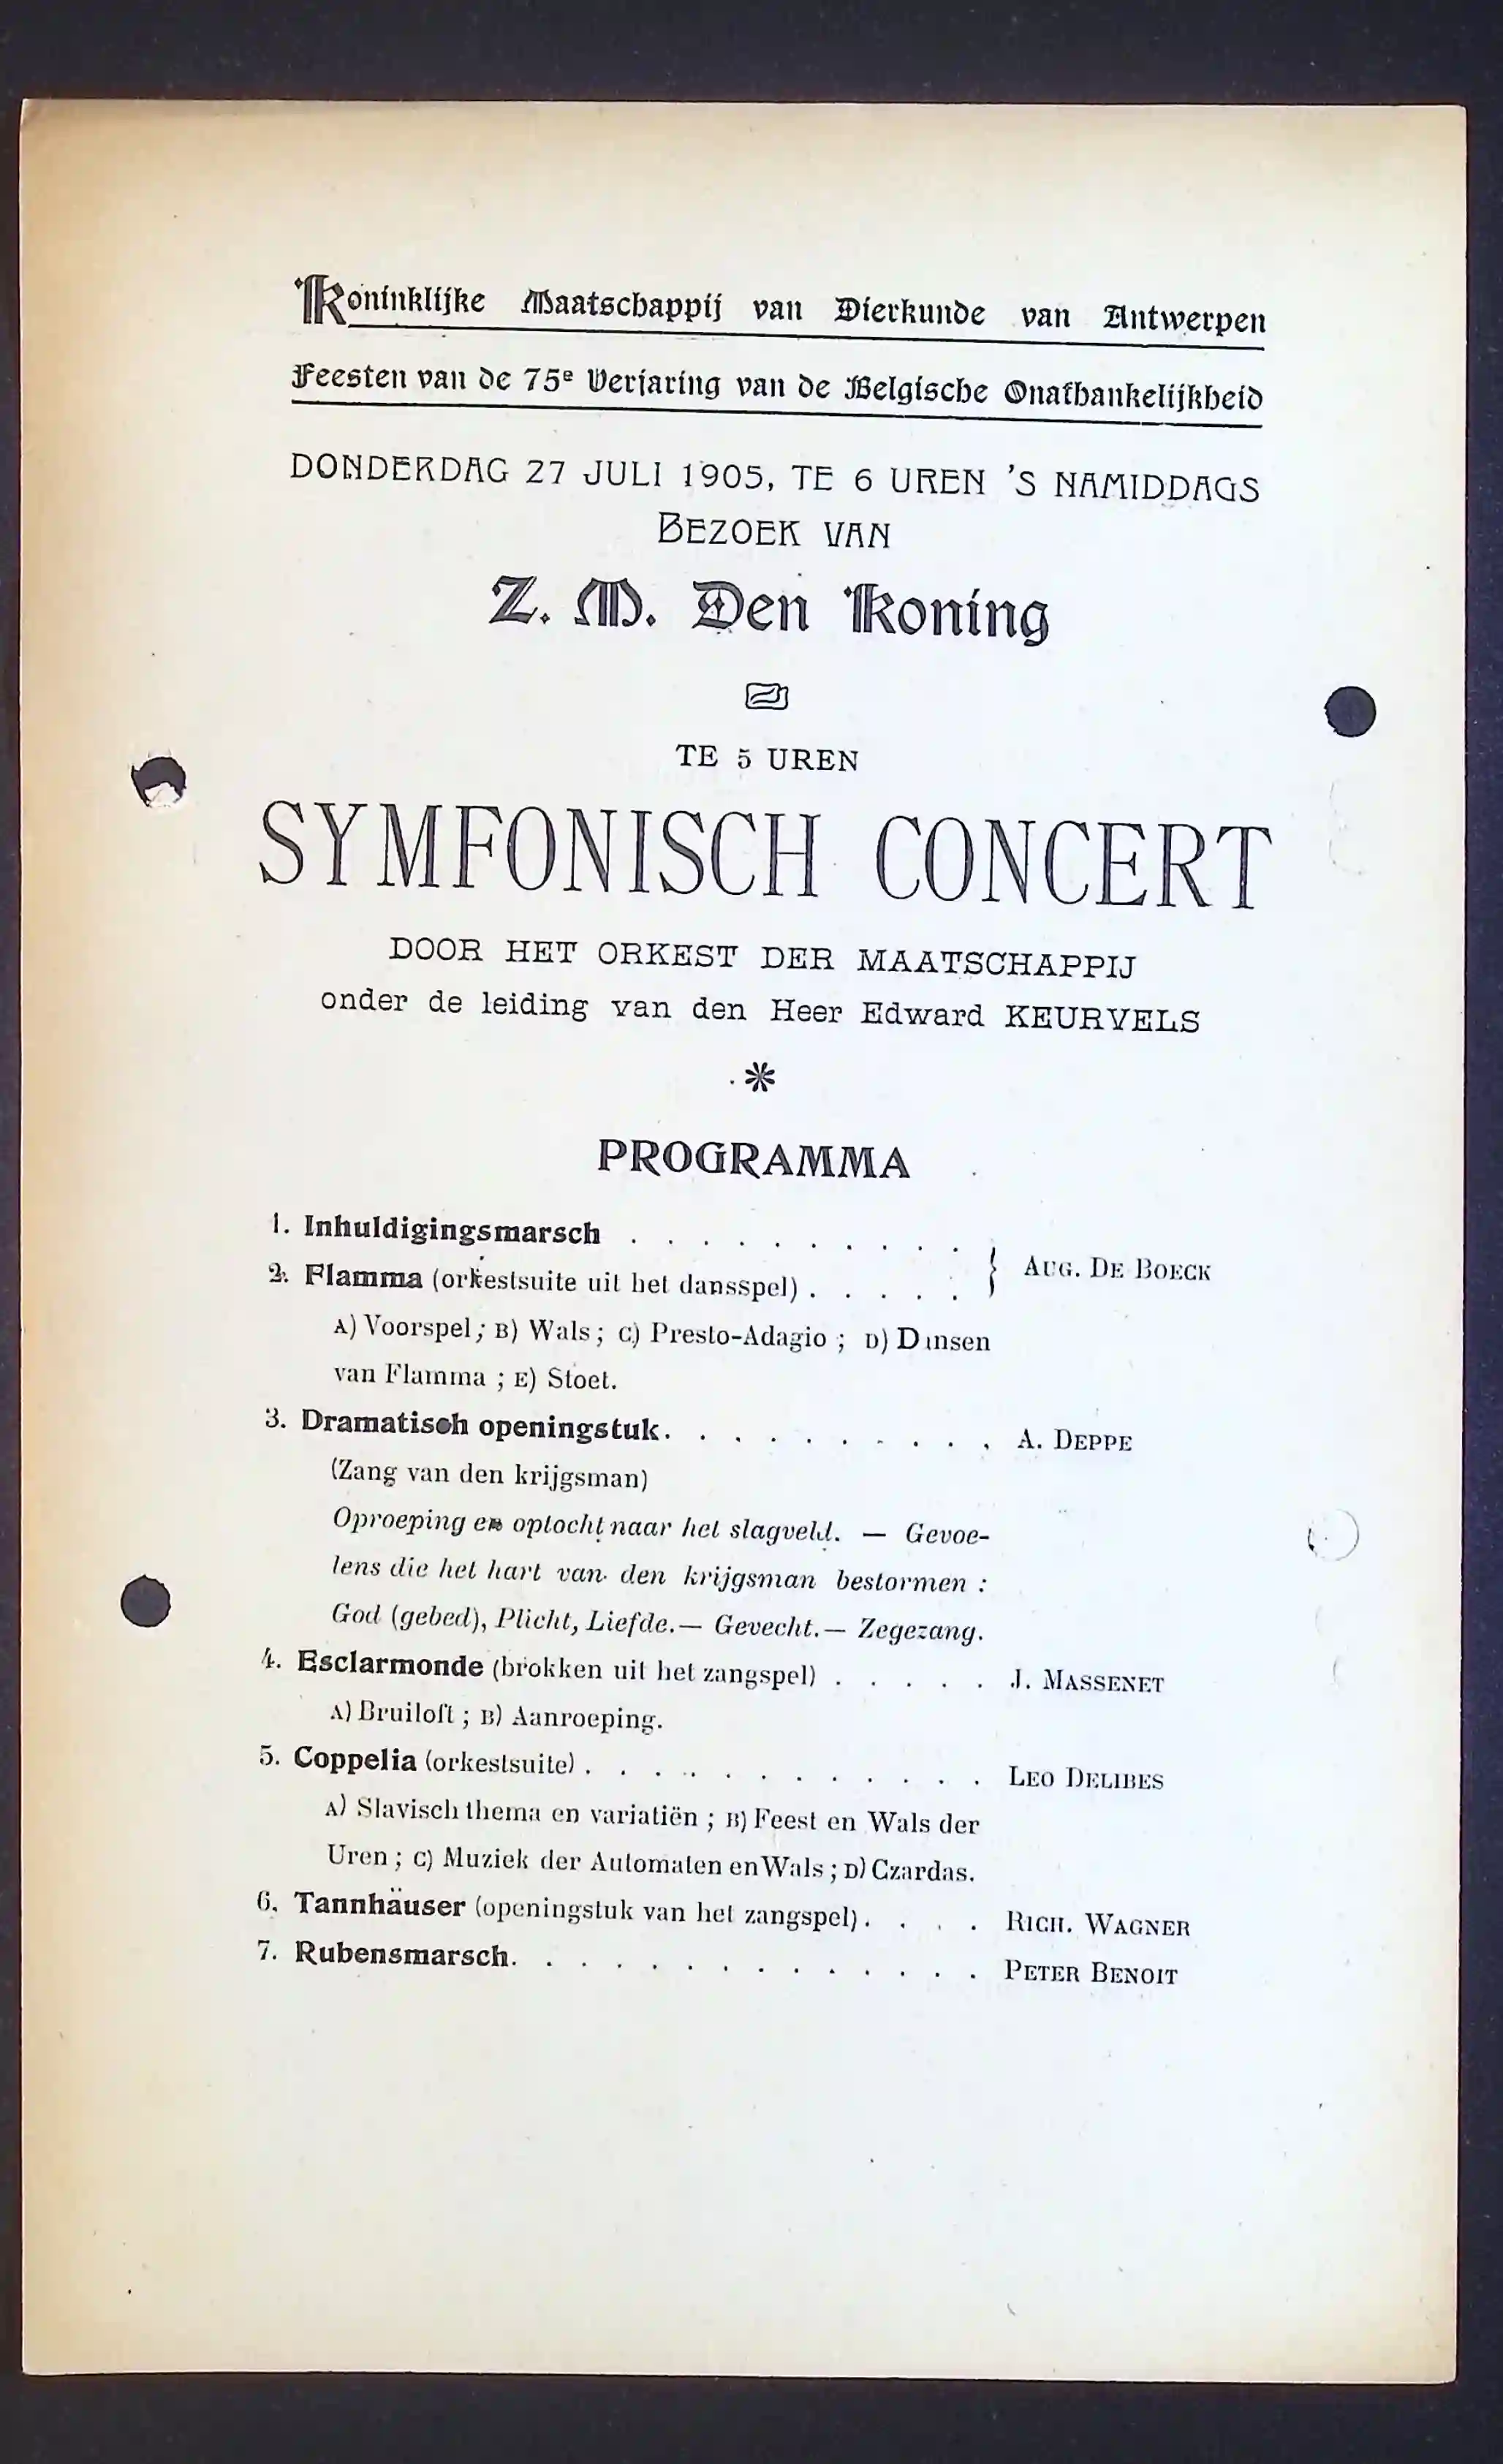 Koninklijke Maatschappij van Dierkunde van Antwerpen
Feesten van de 75e Verjaring van de Belgische Onafhankelijkheid
DONDERDAG 27 JULI 1905, TE 6 UREN 'S NAMIDDAGS
BEZOEK VAN
Z. M. Den Koning
TE 5 UREN
SYMFONISCH CONCERT
DOOR HET ORKEST DER MAATSCHAPPIJ
onder de leiding van den Heer Edward KEURVELS
*
PROGRAMMA
1. Inhuldigingsmarsch . . . . . . . . . .
2. Flamma (orkestsuite uit het dansspel) . . . . . } AUG. DE BOECK
A) Voorspel; B) Wals; C) Presto-Adagio; D) Dansen
van Flamma; E) Stoet.
3. Dramatisch openingstuk. . . . . . . . . . A. DEPPE
(Zang van den krijgsman)
Oproeping en optocht naar het slagveld. — Gevoe-
lens die het hart van den krijgsman bestormen :
God (gebed), Plicht, Liefde. — Gevecht. — Zegezang.
4. Esclarmonde (brokken uit het zangspel) . . . . . J. MASSENET
A) Bruiloft; B) Aanroeping.
5. Coppelia (orkestsuite) . . . . . . . . . . . . LEO DELIBES
A) Slavisch thema en variatiën; B) Feest en Wals der
Uren; C) Muziek der Automaten en Wals; D) Czardas.
6. Tannhäuser (openingstuk van het zangspel). . . . RICH. WAGNER
7. Rubensmarsch. . . . . . . . . . . . . . PETER BENOIT